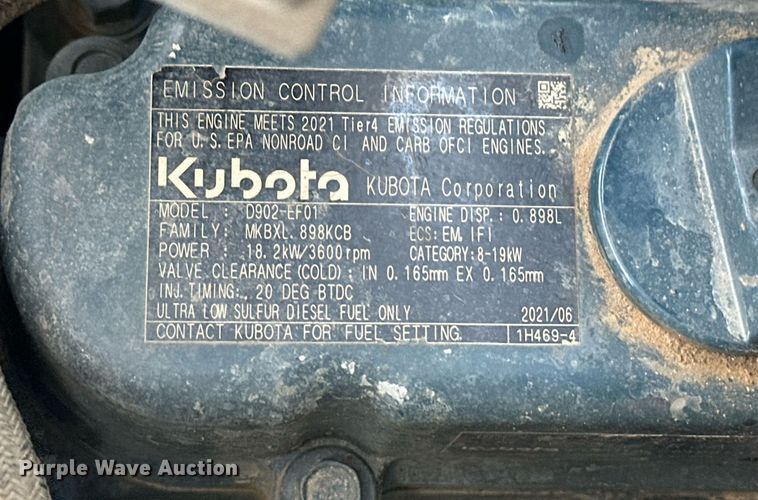 EMISSION CONTROL INFORMATION
THIS ENGINE MEETS 2021 Tier4 EMISSION REGULATIONS
FOR U.S. EPA NONROAD CI AND CARB OFCI ENGINES.
Kubota KUBOTA Corporation
MODEL : D902-EF01 ENGINE DISP.: 0.898L
FAMILY: MKBXL.898KCB ECS: EM, IFI
POWER : 18.2kW/3600rpm CATEGORY: 8-19kW
VALVE CLEARANCE (COLD): IN 0.165mm EX 0.165mm
INJ. TIMING: 20 DEG BTDC
ULTRA LOW SULFUR DIESEL FUEL ONLY 2021/06
CONTACT KUBOTA FOR FUEL SETTING. 1H469-4
Purple Wave Auction